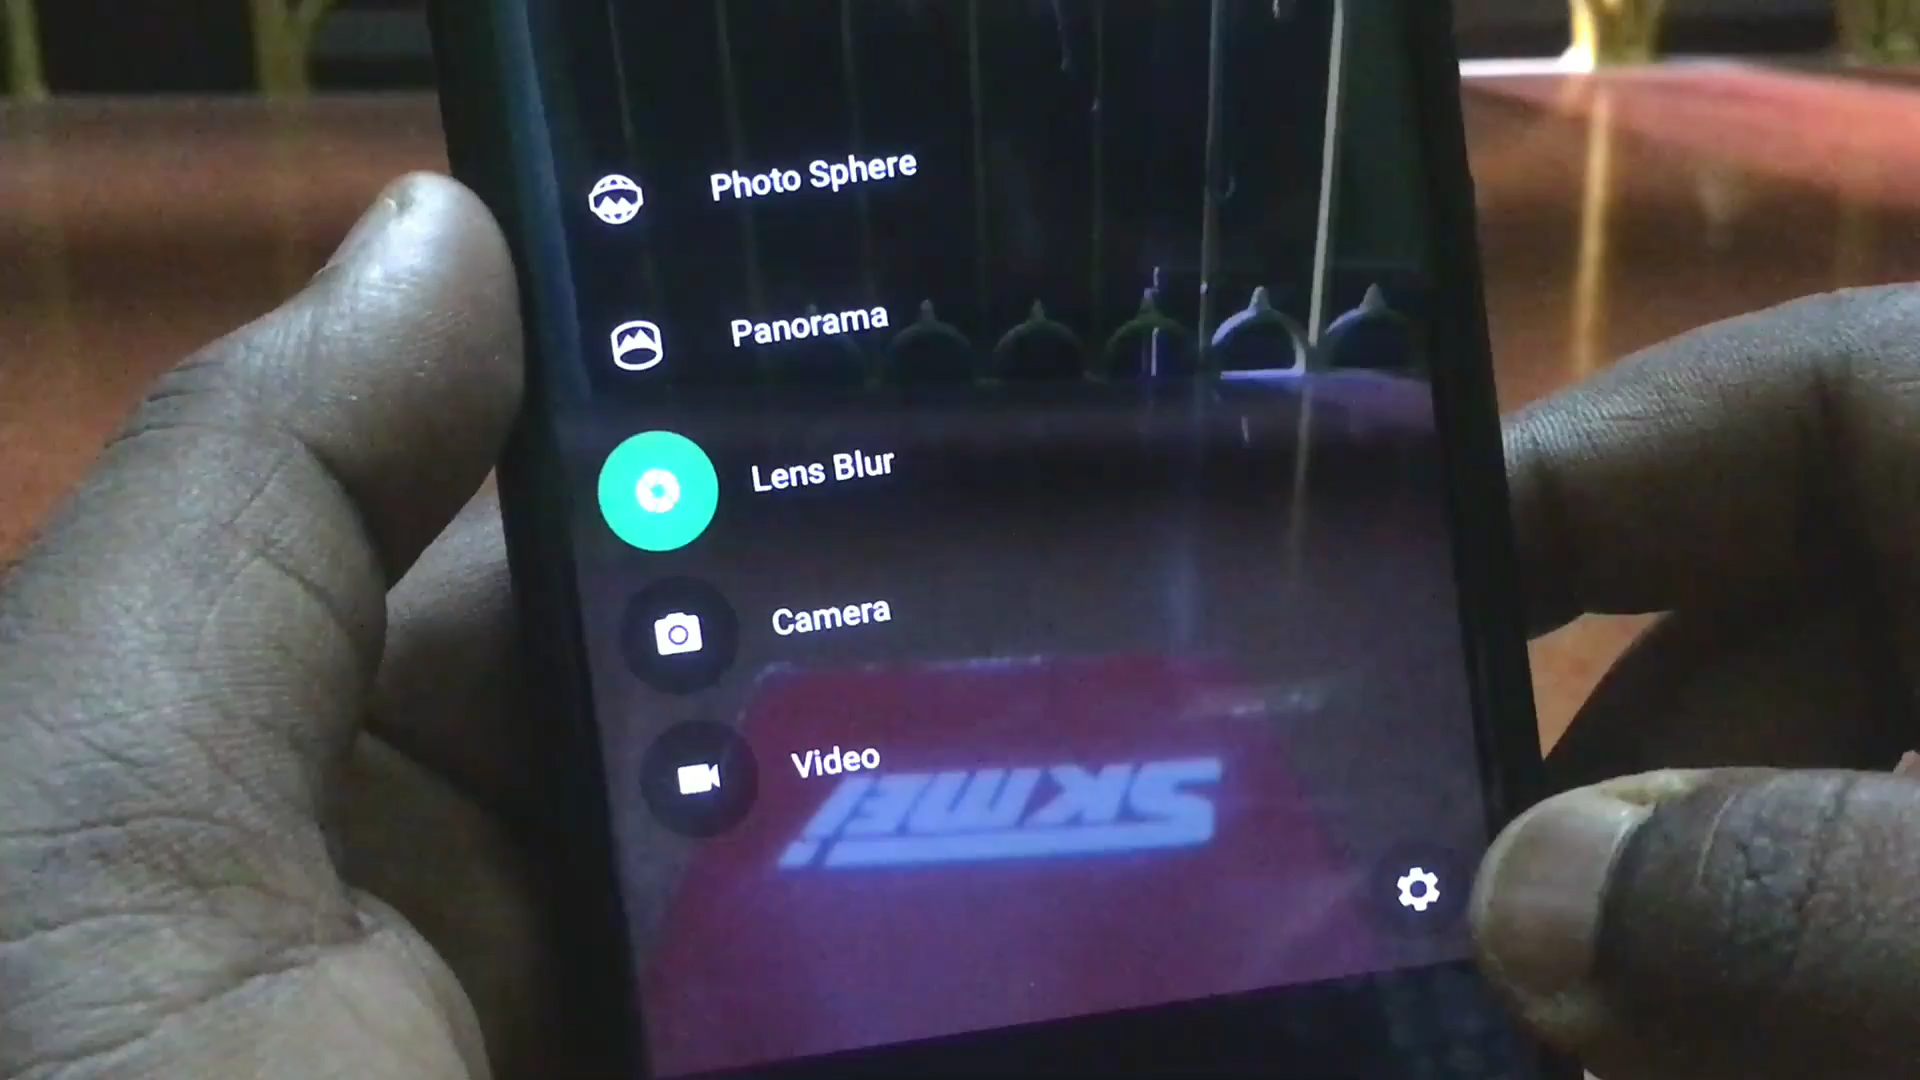 Photo Sphere
Panorama
Lens Blur
Camera
Video
SKMEI